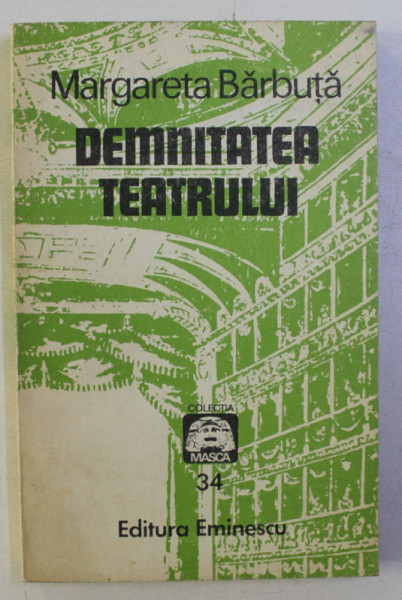 Margareta Bărbuță
DEMNITATEA
TEATRULUI
COLECȚIA
MASCA
34
Editura Eminescu